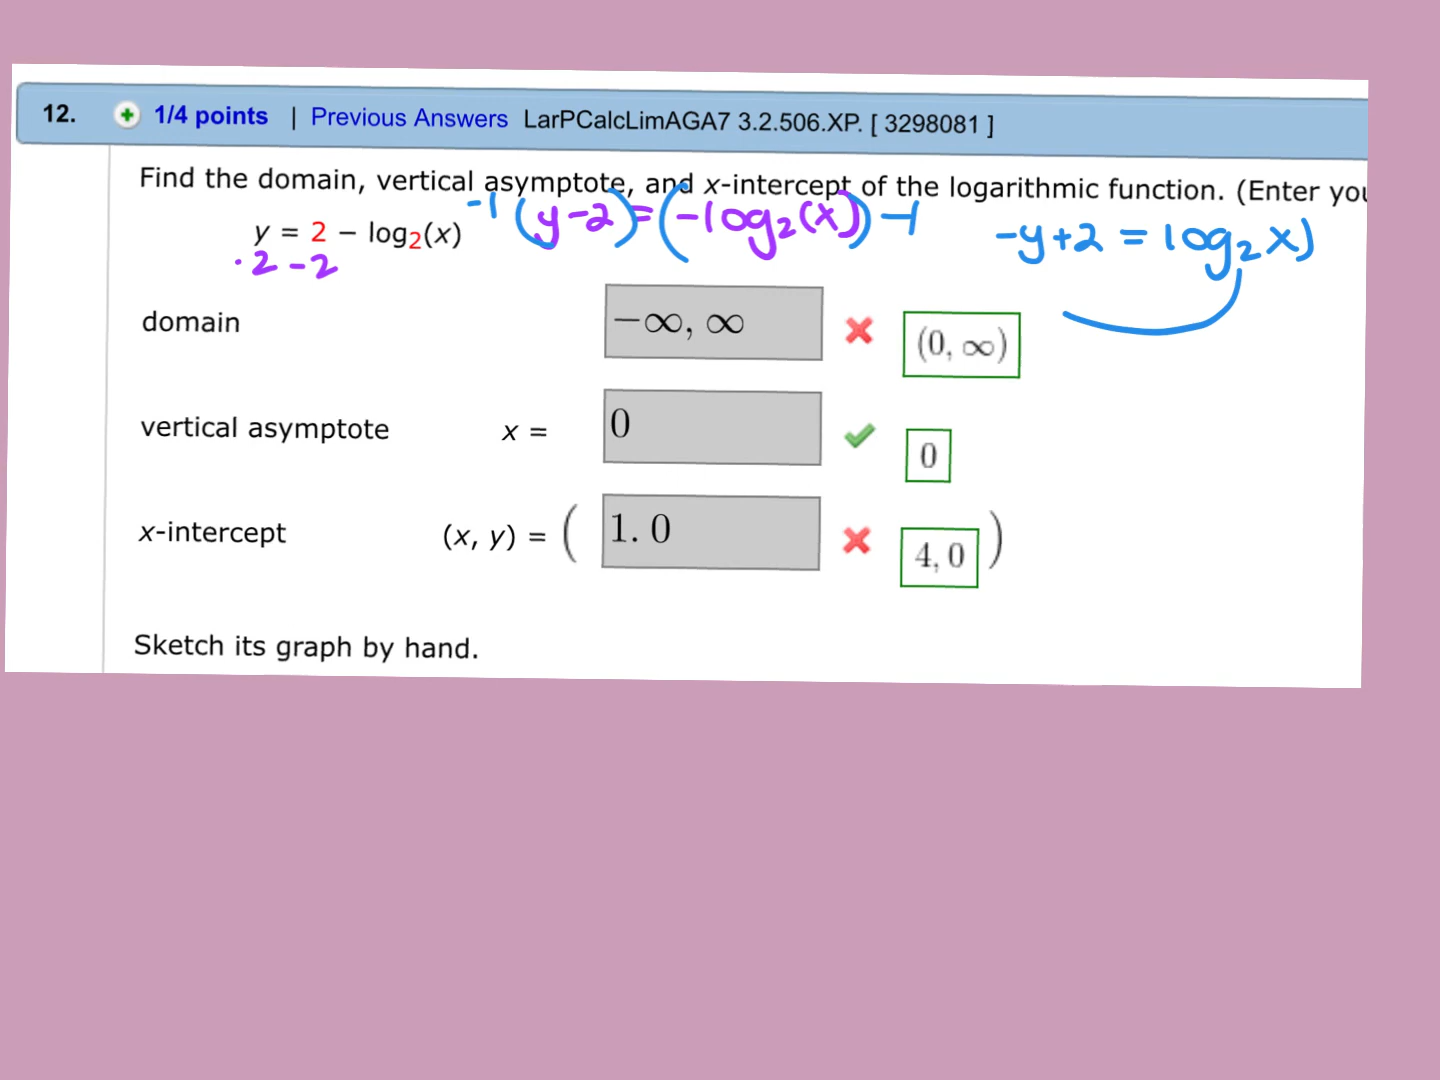 12. 1/4 points | Previous Answers LarPCalcLimAGA7 3.2.506.XP. [ 3298081 ]
Find the domain, vertical asymptote, and x-intercept of the logarithmic function. (Enter you
y = 2 − log₂(x)
-1 (y-2) = (-log₂(x)) -1
-y+2 = log₂x)
·2 -2
domain −∞, ∞ (0, ∞)
vertical asymptote x = 0 0
x-intercept (x, y) = ( 1. 0 4, 0 )
Sketch its graph by hand.